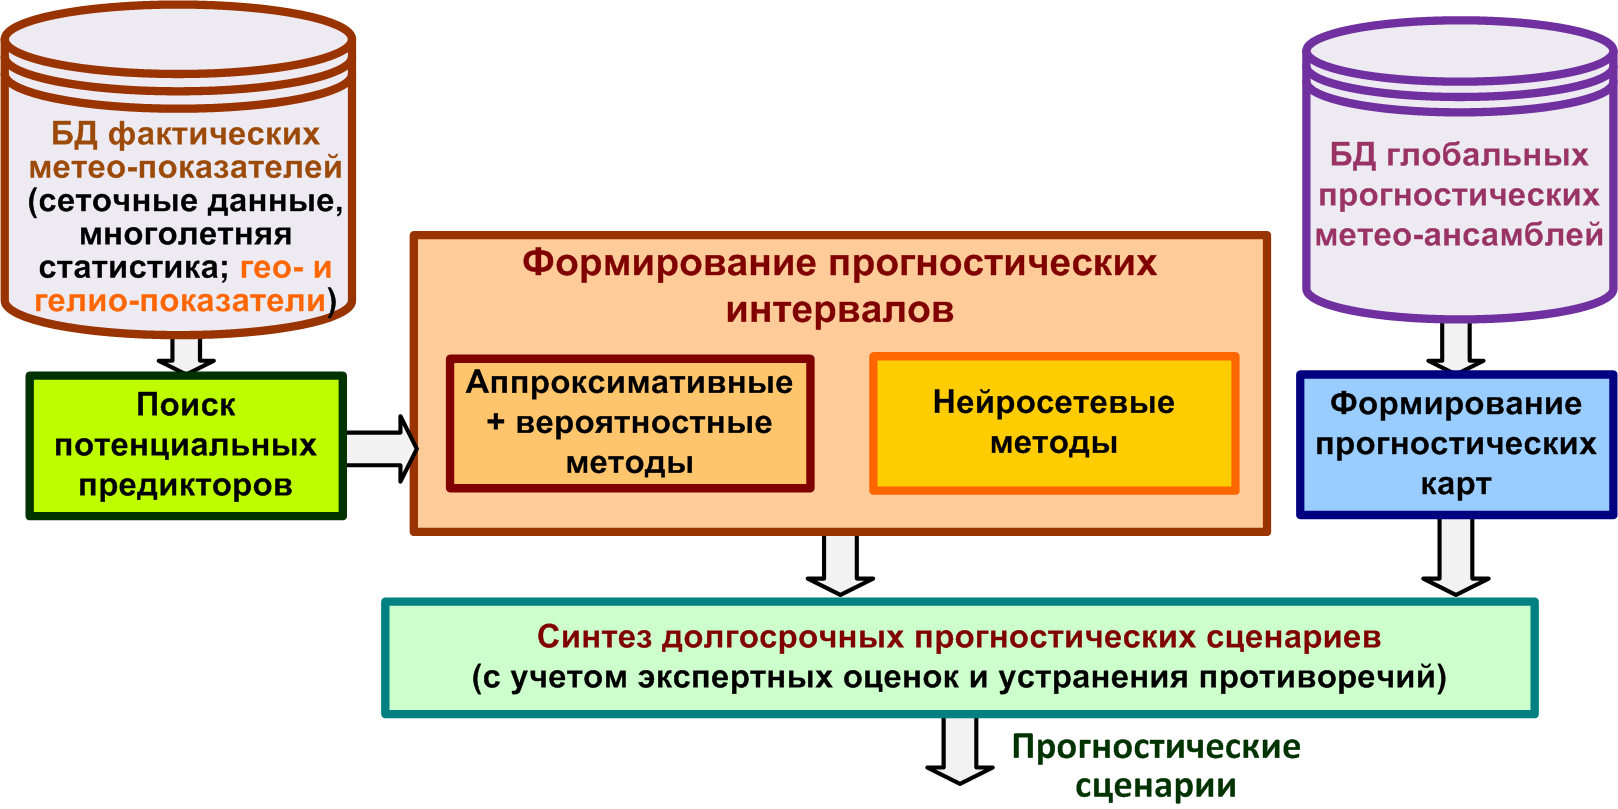 БД фактических
метео-показателей
(сеточные данные,
многолетняя
статистика; гео- и
гелио-показатели)
БД глобальных
прогностических
метео-ансамблей
Формирование прогностических
интервалов
Аппроксимативные
+ вероятностные
методы
Нейросетевые
методы
Поиск
потенциальных
предикторов
Формирование
прогностических
карт
Синтез долгосрочных прогностических сценариев
(с учетом экспертных оценок и устранения противоречий)
Прогностические
сценарии